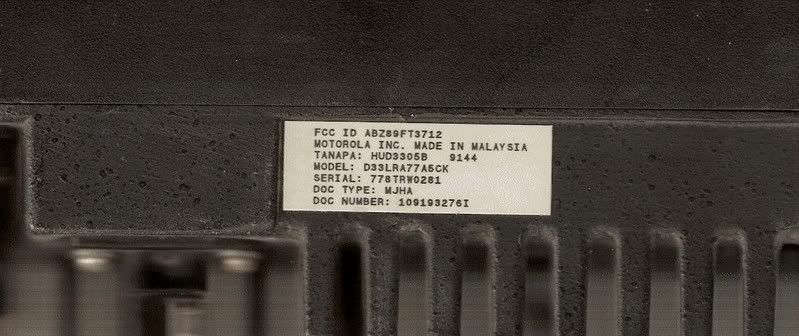 FCC ID ABZ89FT3712
MOTOROLA INC. MADE IN MALAYSIA
TANAPA: HUD3305B 9144
MODEL: D33LRA77A5CK
SERIAL: 778TRW0281
DOC TYPE: MJHA
DOC NUMBER: 109193276I